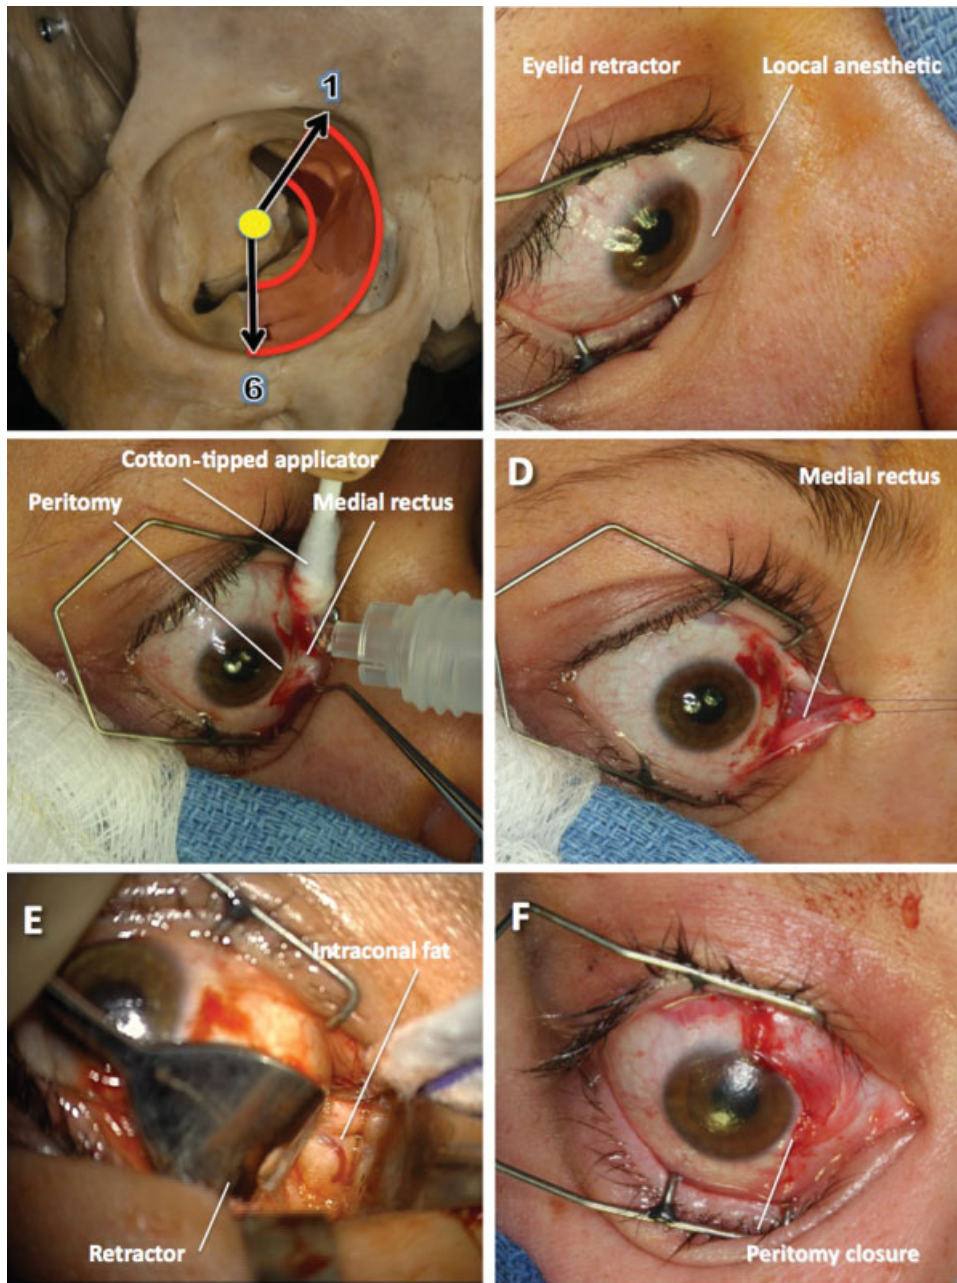 1
6
Eyelid retractor
Loocal anesthetic
Cotton-tipped applicator
Peritomy
Medial rectus
D
Medial rectus
E
Intraconal fat
Retractor
F
Peritomy closure